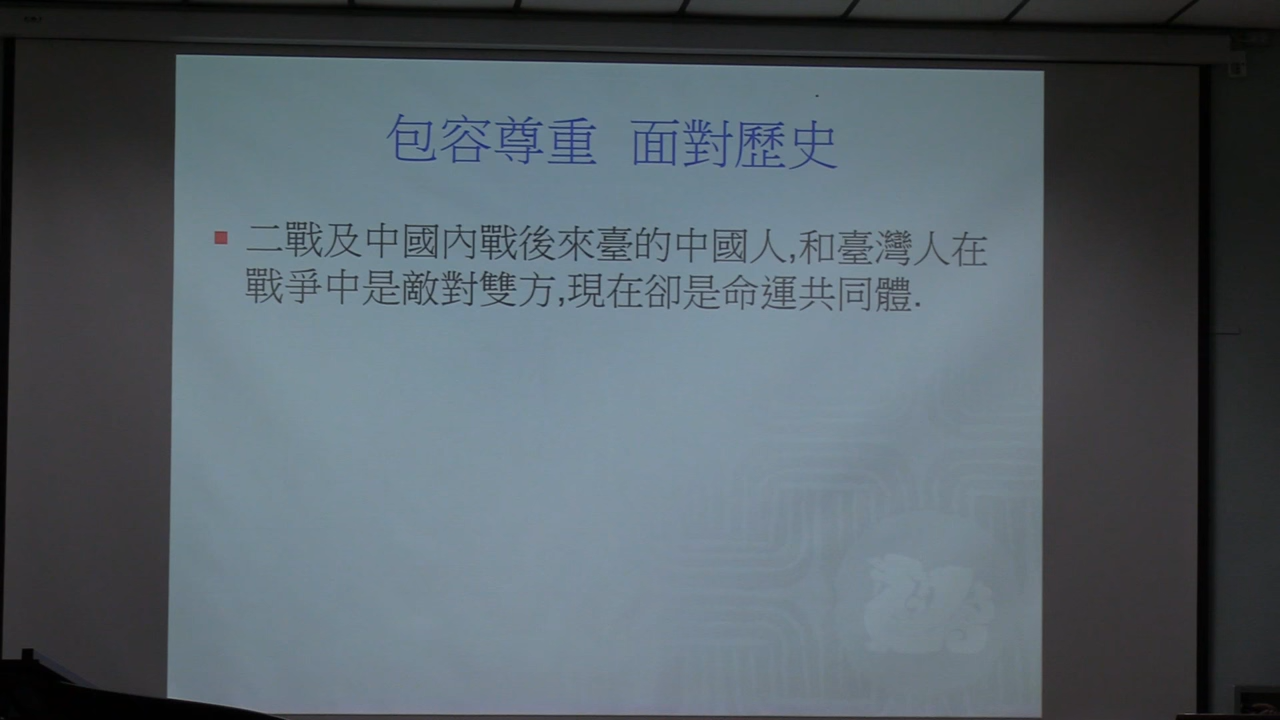 包容尊重 面對歷史
二戰及中國內戰後來臺的中國人,和臺灣人在
戰爭中是敵對雙方,現在卻是命運共同體.